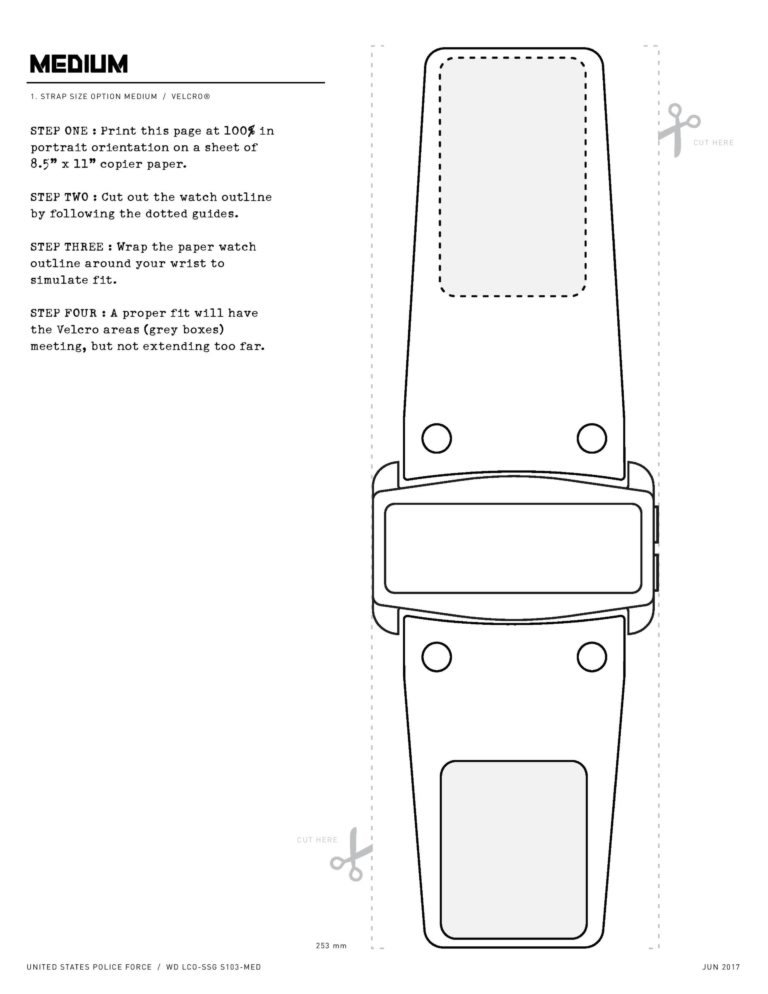 MEDIUM
1. STRAP SIZE OPTION MEDIUM / VELCRO®
STEP ONE : Print this page at 100% in
portrait orientation on a sheet of
8.5" x 11" copier paper.
STEP TWO : Cut out the watch outline
by following the dotted guides.
STEP THREE : Wrap the paper watch
outline around your wrist to
simulate fit.
STEP FOUR : A proper fit will have
the Velcro areas (grey boxes)
meeting, but not extending too far.
CUT HERE
CUT HERE
253 mm
UNITED STATES POLICE FORCE / WD LCO-SSG S103-MED
JUN 2017